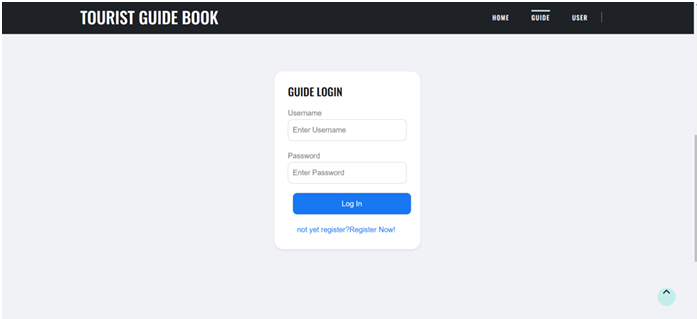 TOURIST GUIDE BOOK
HOME GUIDE USER
GUIDE LOGIN
Username
Enter Username
Password
Enter Password
Log In
not yet register?Register Now!